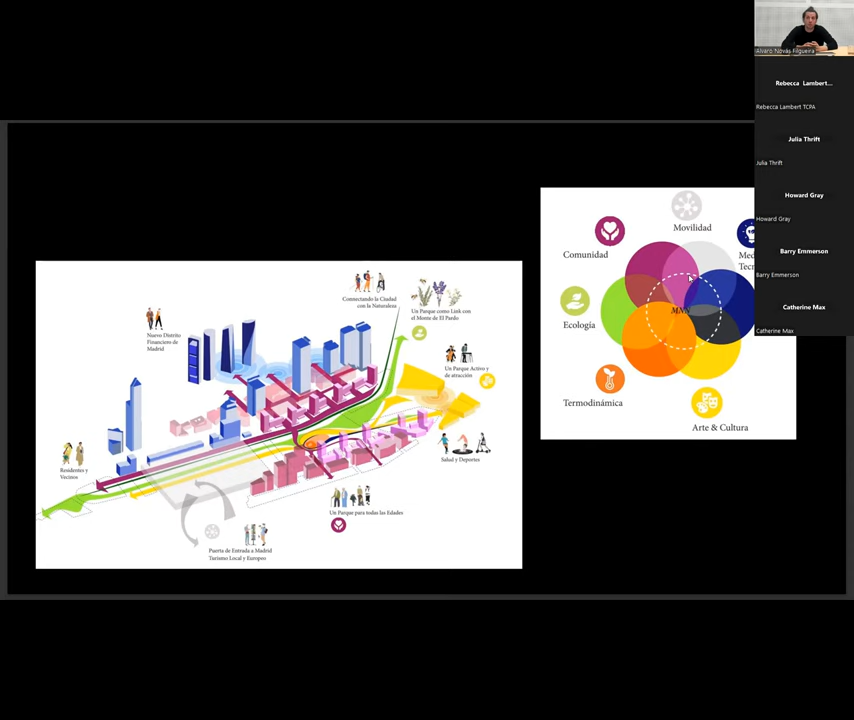 Alvaro Novás Filgueira
Rebecca Lambert...
Rebecca Lambert TCPA
Julia Thrift
Julia Thrift
Howard Gray
Howard Gray
Barry Emmerson
Barry Emmerson
Catherine Max
Catherine Max
Connectando la Ciudad
con la Naturaleza
Un Parque como Link con
el Monte de El Pardo
Nuevo Distrito
Financiero de
Madrid
Un Parque Activo y
de atracción
Salud y Deportes
Residentes y
Vecinos
Un Parque para todas las Edades
Puerta de Entrada a Madrid
Turismo Local y Europeo
Movilidad
Comunidad
Ecología
MNN
Termodinámica
Arte & Cultura